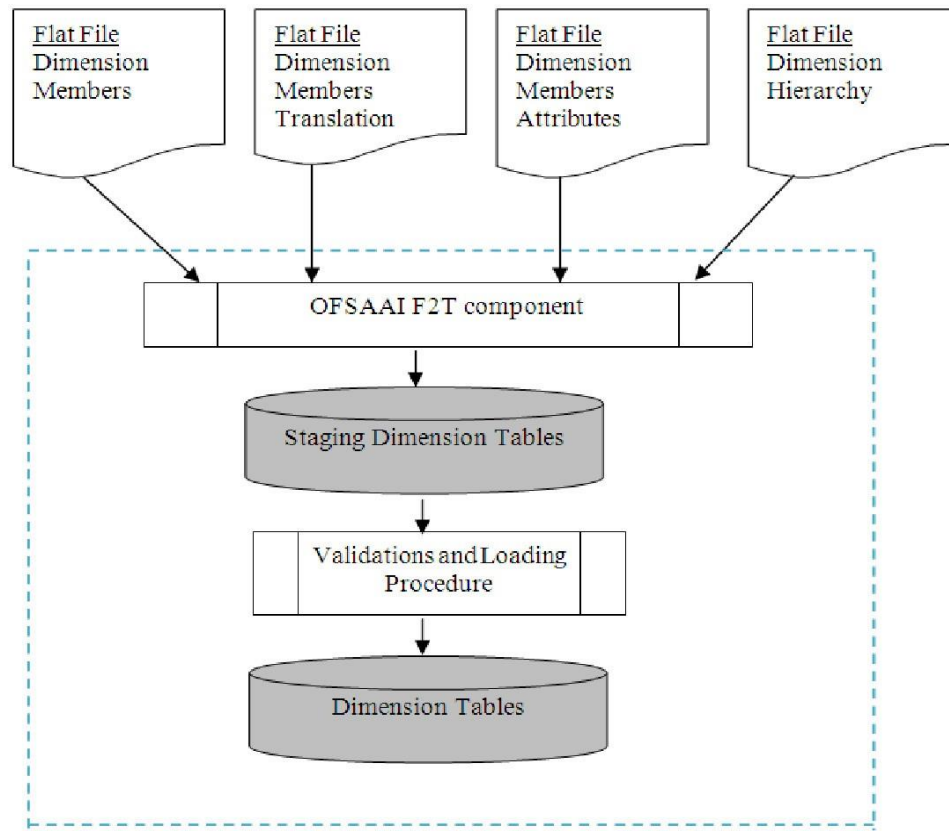 Flat File
Dimension
Members
Flat File
Dimension
Members
Translation
Flat File
Dimension
Members
Attributes
Flat File
Dimension
Hierarchy
OFSAAI F2T component
Staging Dimension Tables
Validations and Loading
Procedure
Dimension Tables